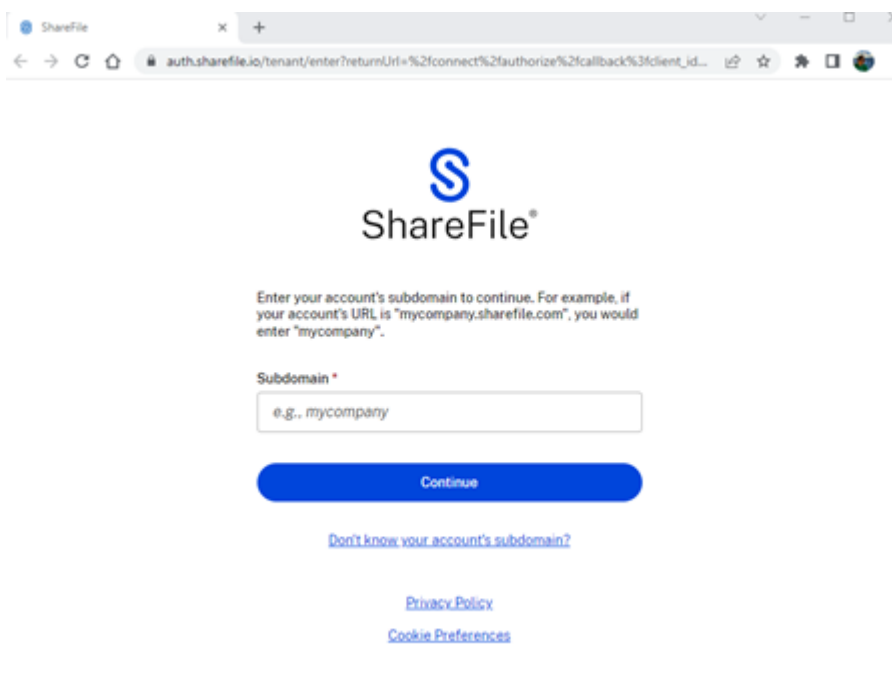 ShareFile
auth.sharefile.io/tenant/enter?returnUrl=%2fconnect%2fauthorize%2fcallback%3fclient_id...
ShareFile®
Enter your account's subdomain to continue. For example, if
your account's URL is "mycompany.sharefile.com", you would
enter "mycompany".
Subdomain *
e.g., mycompany
Continue
Don't know your account's subdomain?
Privacy Policy
Cookie Preferences